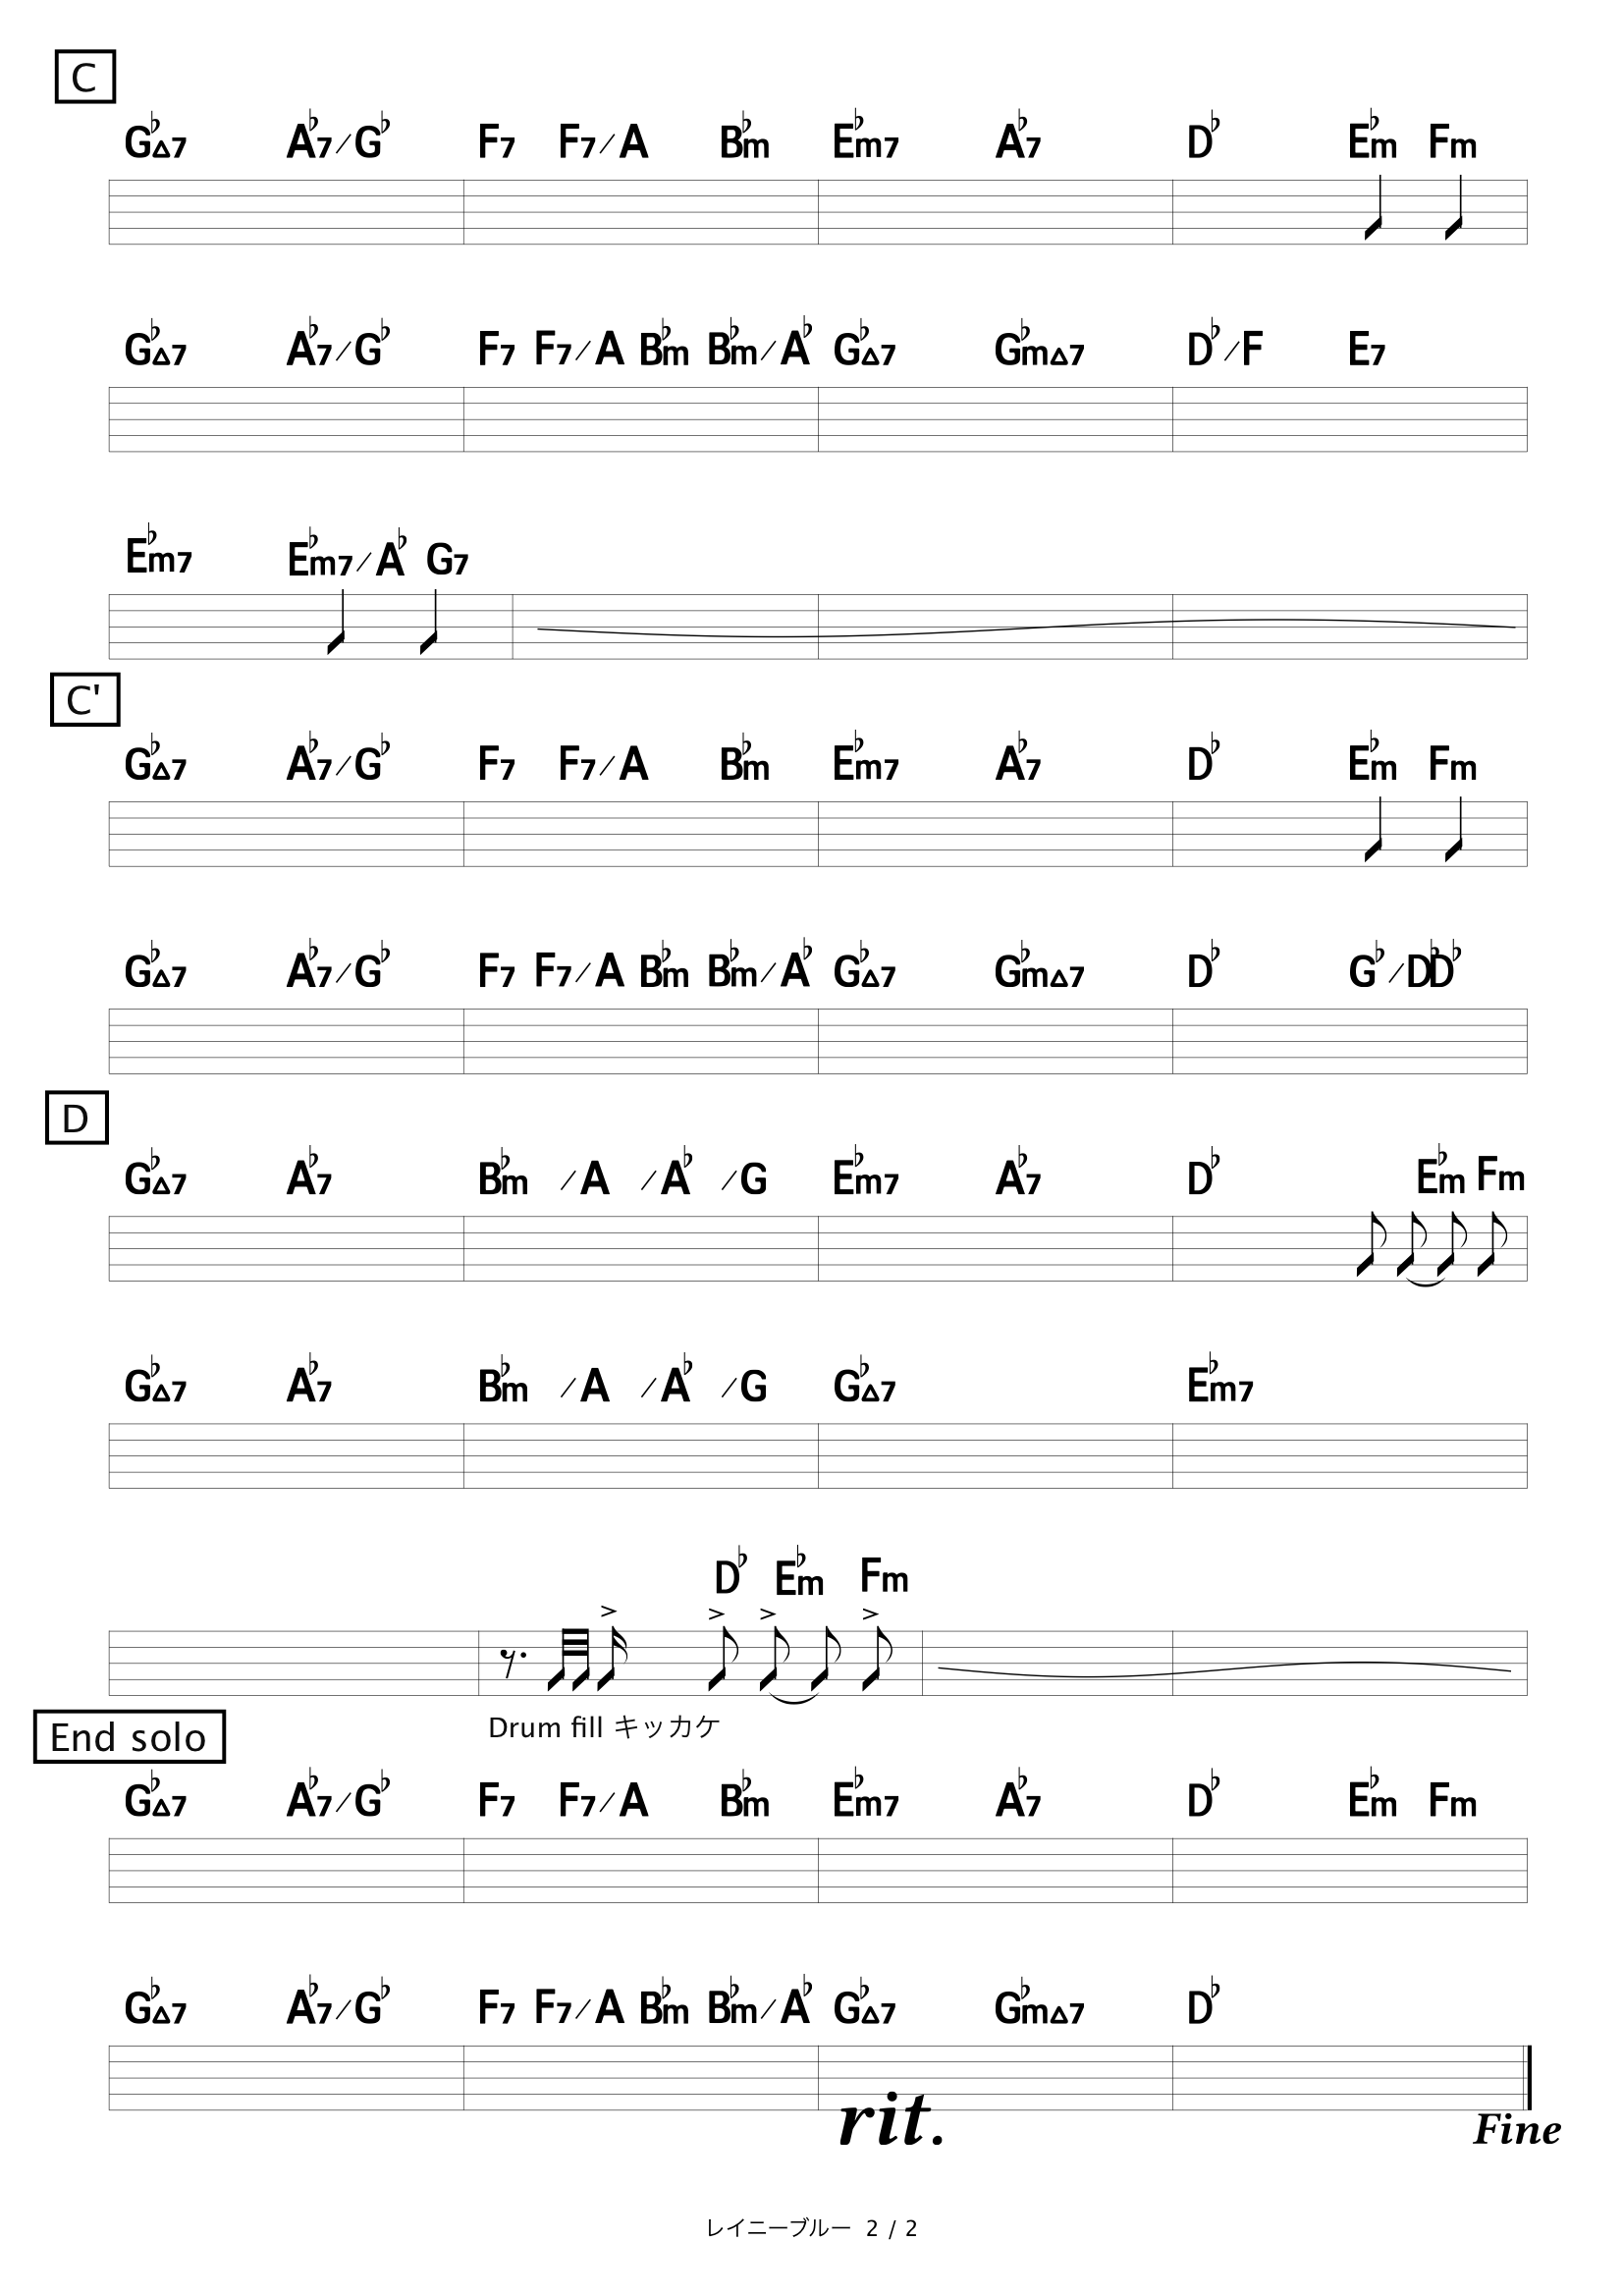 C
G♭△7 A♭7/G♭ F7 F7/A B♭m E♭m7 A♭7 D♭ E♭m Fm
G♭△7 A♭7/G♭ F7 F7/A B♭m B♭m/A♭ G♭△7 G♭m△7 D♭/F E7
E♭m7 E♭m7/A♭ G7
C'
G♭△7 A♭7/G♭ F7 F7/A B♭m E♭m7 A♭7 D♭ E♭m Fm
G♭△7 A♭7/G♭ F7 F7/A B♭m B♭m/A♭ G♭△7 G♭m△7 D♭ G♭/D♭ D♭
D
G♭△7 A♭7 B♭m /A /A♭ /G E♭m7 A♭7 D♭ E♭m Fm
G♭△7 A♭7 B♭m /A /A♭ /G G♭△7 E♭m7
D♭ E♭m Fm
Drum fill キッカケ
End solo
G♭△7 A♭7/G♭ F7 F7/A B♭m E♭m7 A♭7 D♭ E♭m Fm
G♭△7 A♭7/G♭ F7 F7/A B♭m B♭m/A♭ G♭△7 G♭m△7 D♭
rit.
Fine
レイニーブルー 2 / 2